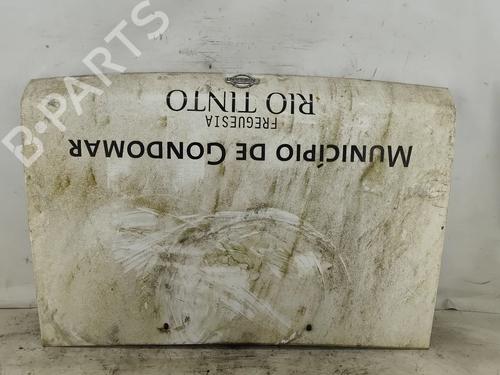 MUNICÍPIO DE GONDOMAR
FREGUESIA
RIO TINTO
B-PARTS